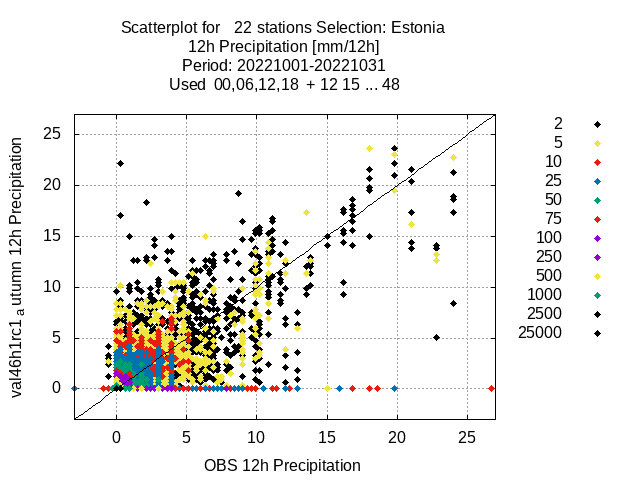 Scatterplot for 22 stations Selection: Estonia
12h Precipitation [mm/12h]
Period: 20221001-20221031
Used 00,06,12,18 + 12 15 ... 48
val46h1rc1 a utumn 12h Precipitation
25
20
15
10
5
0
0 5 10 15 20 25
OBS 12h Precipitation
2
5
10
25
50
75
100
250
500
1000
2500
25000